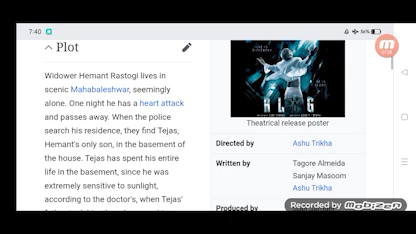 7:40
56%
Plot
Widower Hemant Rastogi lives in
scenic Mahabaleshwar, seemingly
alone. One night he has a heart attack
and passes away. When the police
search his residence, they find Tejas,
Hemant's only son, in the basement of
the house. Tejas has spent his entire
life in the basement, since he was
extremely sensitive to sunlight,
according to the doctor's, when Tejas'
Theatrical release poster
Directed by
Ashu Trikha
Written by
Tagore Almeida
Sanjay Masoom
Ashu Trikha
Produced by
Recorded by Mobizen